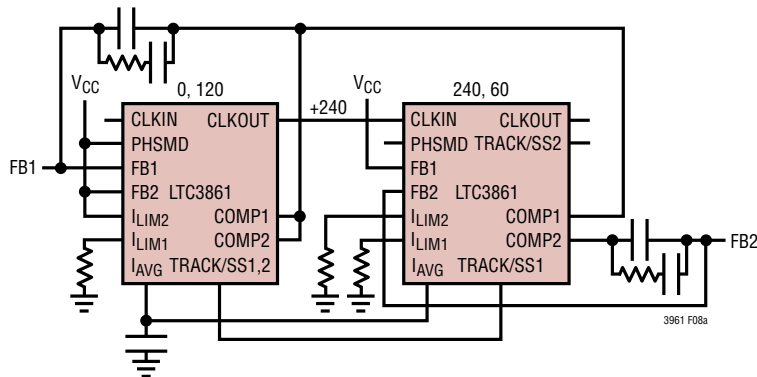 VCC
0, 120
CLKIN CLKOUT
PHSMD
FB1
FB1
FB2 LTC3861
ILIM2 COMP1
ILIM1 COMP2
IAVG TRACK/SS1,2
+240
VCC
240, 60
CLKIN CLKOUT
PHSMD TRACK/SS2
FB1
FB2 LTC3861
ILIM2 COMP1
ILIM1 COMP2
IAVG TRACK/SS1
FB2
3961 F08a